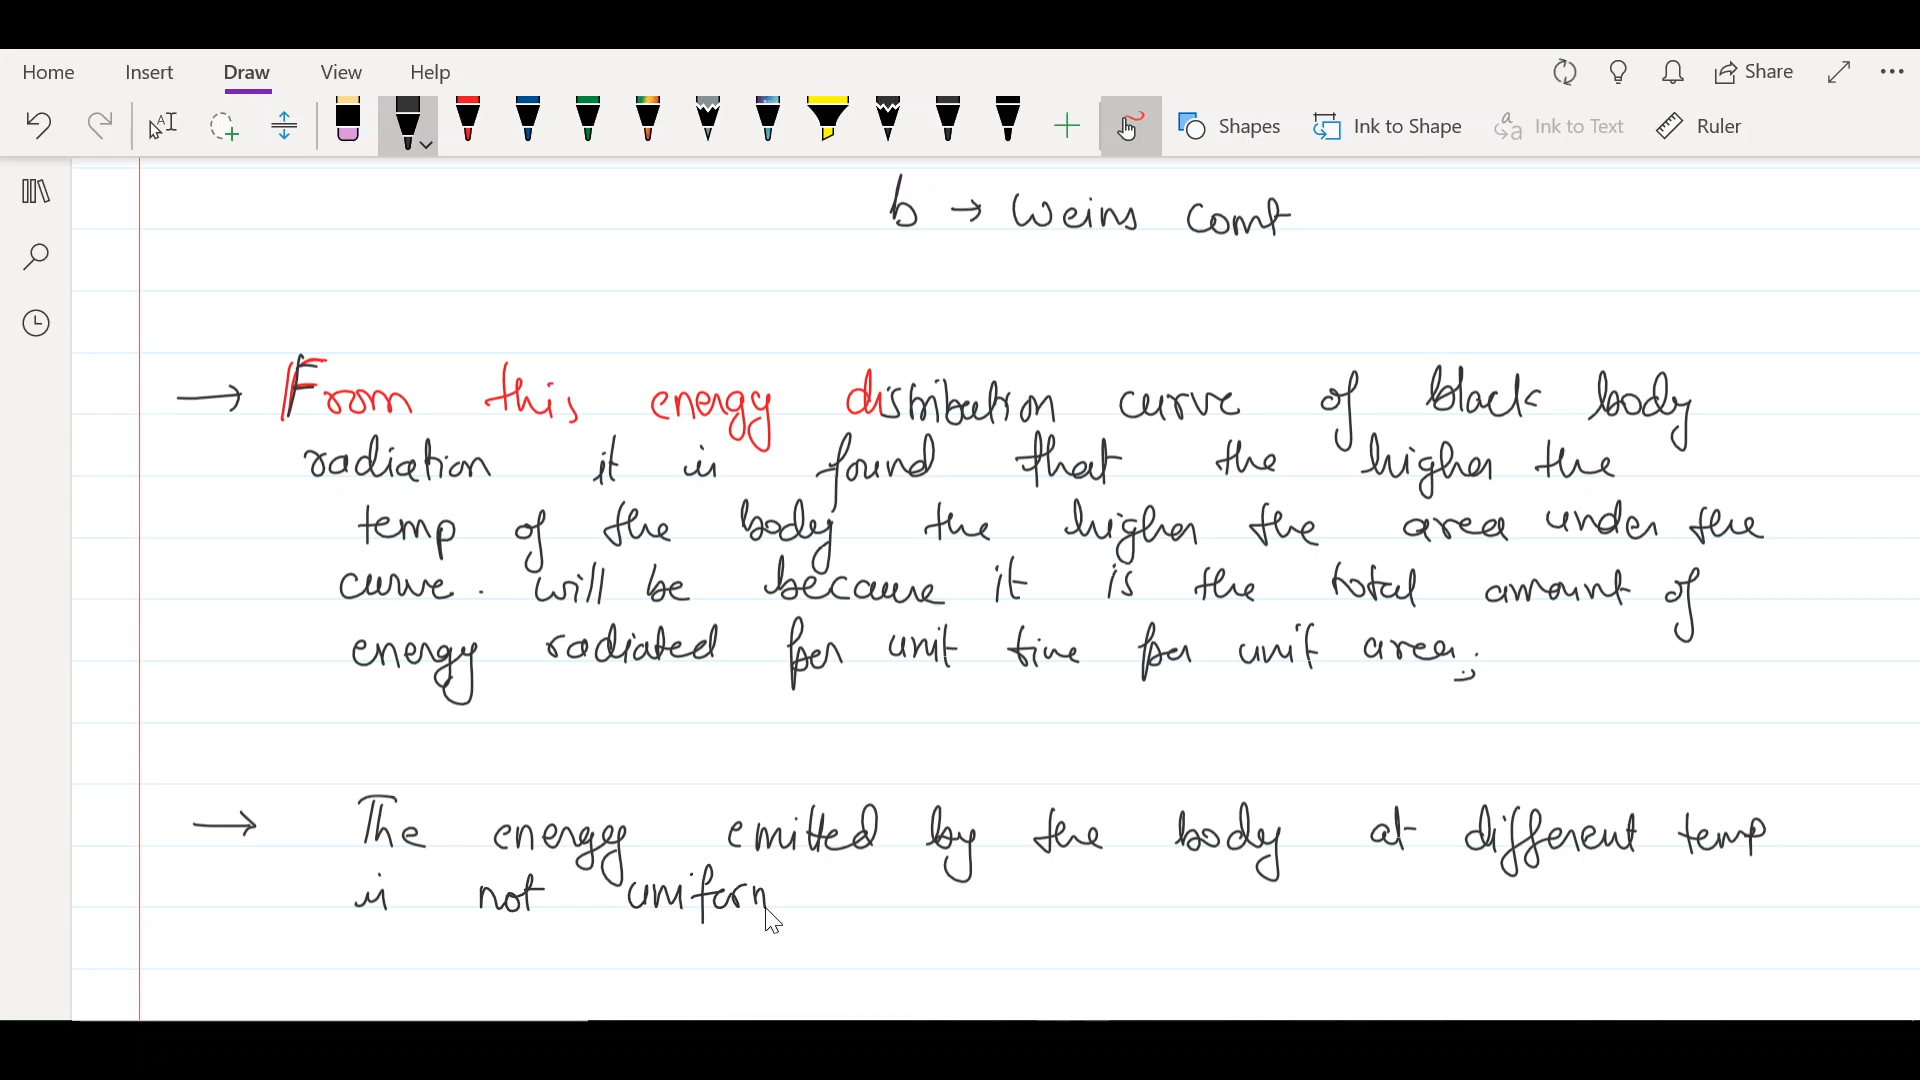 Home Insert Draw View Help Share
Shapes Ink to Shape Ink to Text Ruler
b → Weins const
→ From this energy distribution curve of black body
radiation it is found that the higher the
temp of the body the higher the area under the
curve. will be because it is the total amount of
energy radiated per unit time per unit area.
→ The energy emitted by the body at different temp
is not uniform